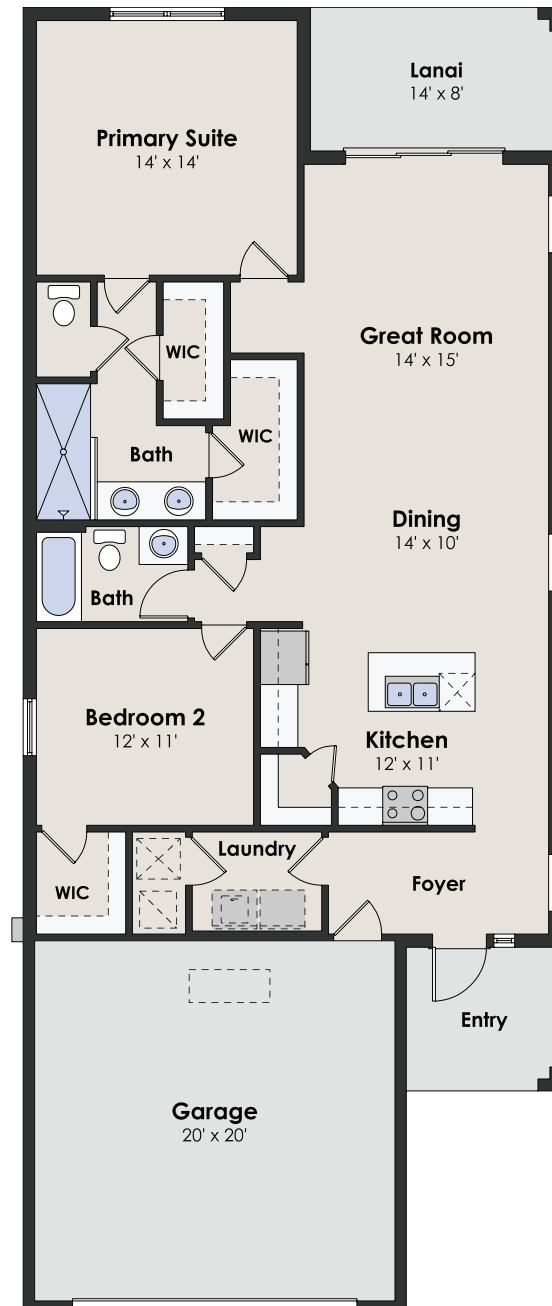 Lanai
14' x 8'
Primary Suite
14' x 14'
Great Room
14' x 15'
WIC
WIC
Bath
Dining
14' x 10'
Bath
Bedroom 2
12' x 11'
Kitchen
12' x 11'
Laundry
WIC
Foyer
Entry
Garage
20' x 20'